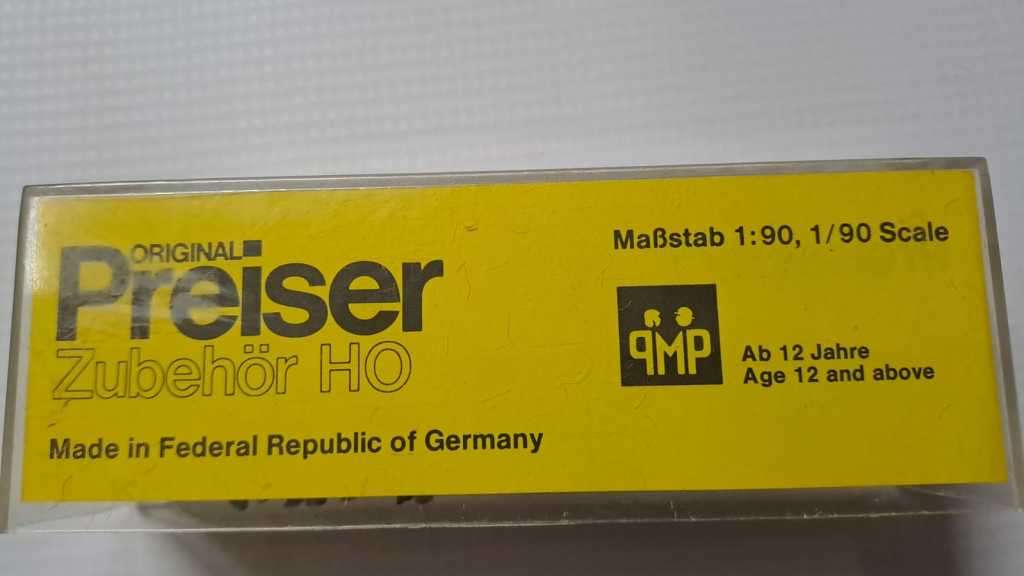 ORIGINAL
Preiser
Zubehör HO
Made in Federal Republic of Germany
Maßstab 1:90, 1/90 Scale
PMP
Ab 12 Jahre
Age 12 and above